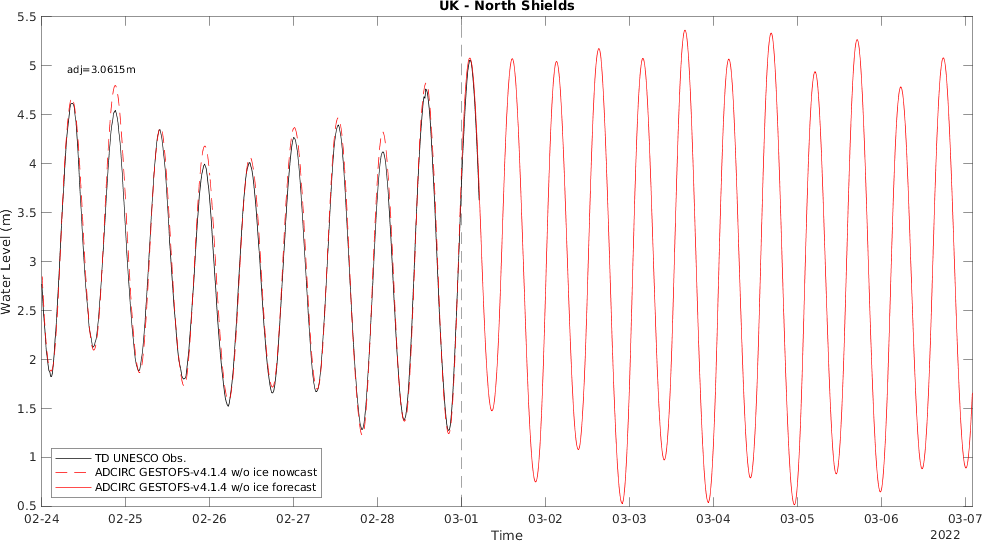 UK - North Shields
adj=3.0615m
Water Level (m)
5.5
5
4.5
4
3.5
3
2.5
2
1.5
1
0.5
TD UNESCO Obs.
ADCIRC GESTOFS-v4.1.4 w/o ice nowcast
ADCIRC GESTOFS-v4.1.4 w/o ice forecast
02-24 02-25 02-26 02-27 02-28 03-01 03-02 03-03 03-04 03-05 03-06 03-07
Time
2022